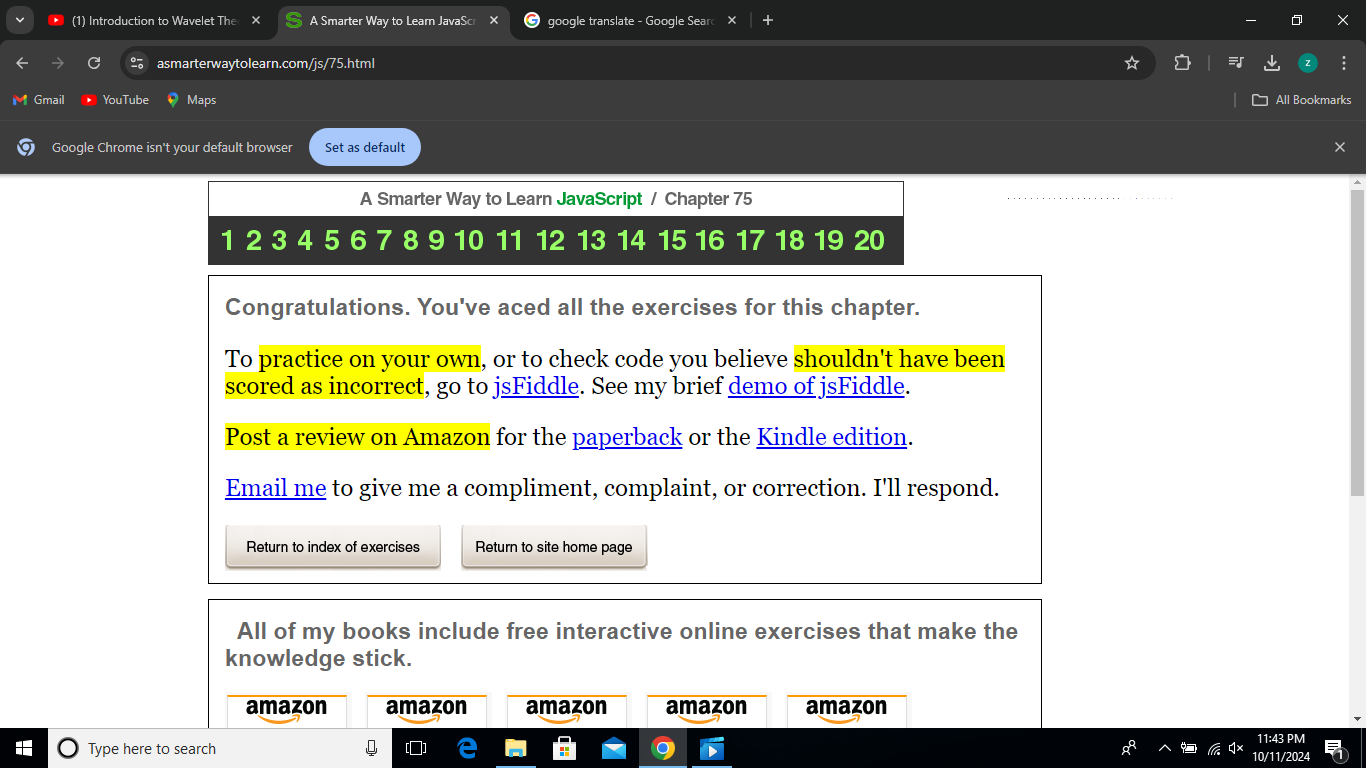 (1) Introduction to Wavelet The
A Smarter Way to Learn JavaSc
google translate - Google Sear
asmarterwaytolearn.com/js/75.html
z
Gmail
YouTube
Maps
All Bookmarks
Google Chrome isn't your default browser
Set as default
A Smarter Way to Learn JavaScript / Chapter 75
1 2 3 4 5 6 7 8 9 10 11 12 13 14 15 16 17 18 19 20
Congratulations. You've aced all the exercises for this chapter.
To practice on your own, or to check code you believe shouldn't have been
scored as incorrect, go to jsFiddle. See my brief demo of jsFiddle.
Post a review on Amazon for the paperback or the Kindle edition.
Email me to give me a compliment, complaint, or correction. I'll respond.
Return to index of exercises
Return to site home page
All of my books include free interactive online exercises that make the
knowledge stick.
amazon amazon amazon amazon amazon
Type here to search
11:43 PM
10/11/2024
1